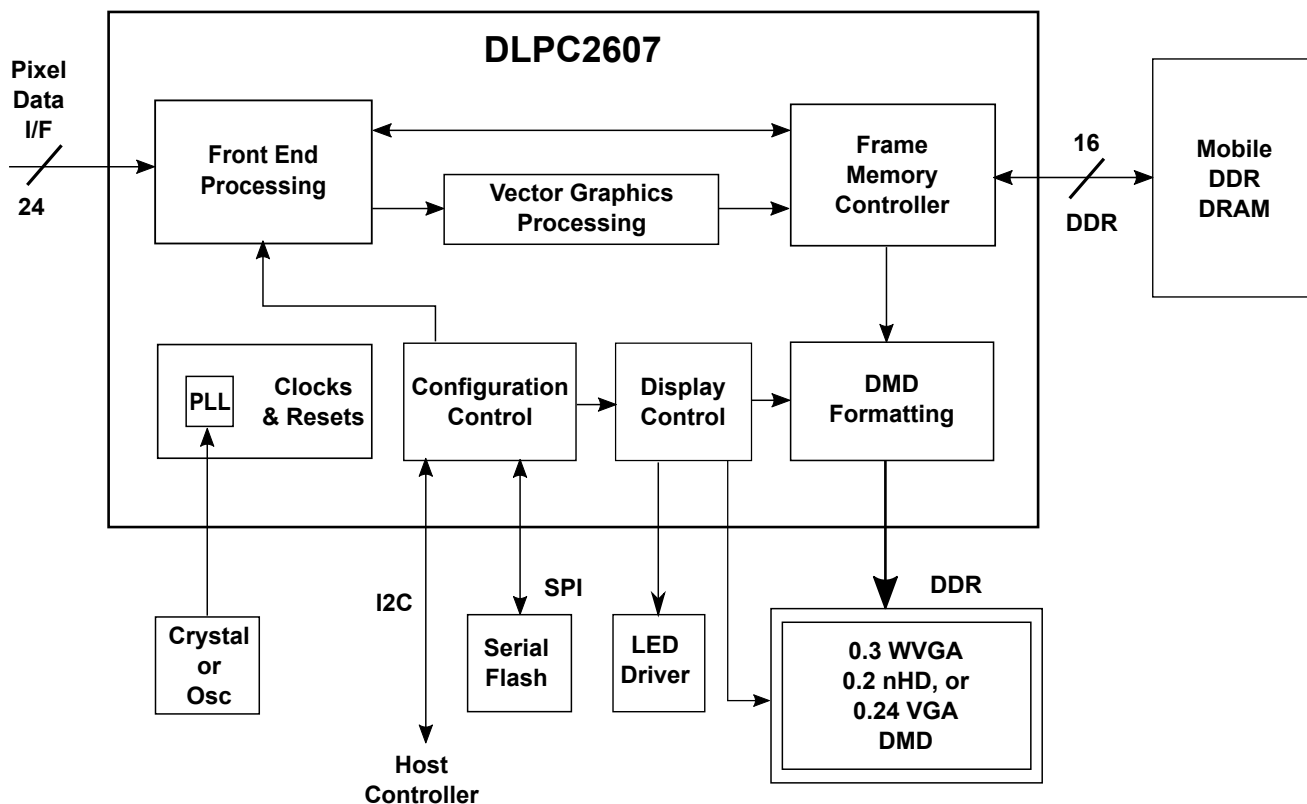 DLPC2607
Pixel
Data
I/F
24
Front End
Processing
Vector Graphics
Processing
Frame
Memory
Controller
16
DDR
Mobile
DDR
DRAM
PLL
Clocks
& Resets
Configuration
Control
Display
Control
DMD
Formatting
I2C
SPI
DDR
Crystal
or
Osc
Serial
Flash
LED
Driver
0.3 WVGA
0.2 nHD, or
0.24 VGA
DMD
Host
Controller